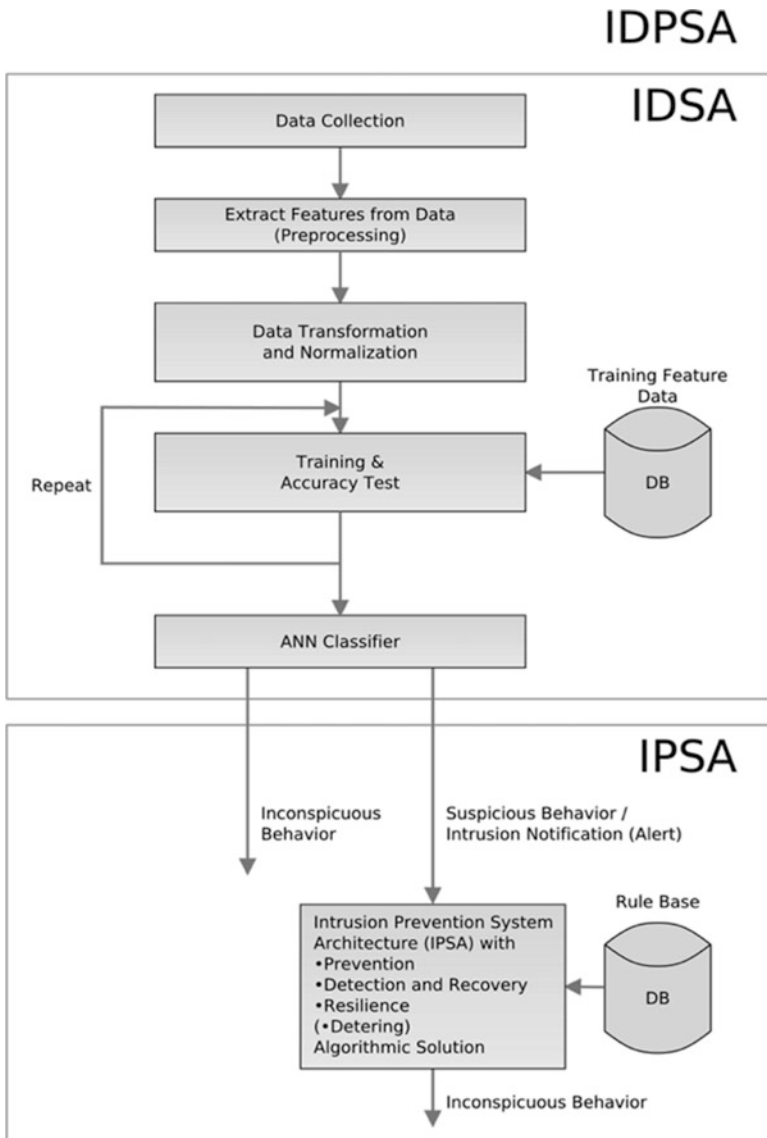 IDPSA
IDSA
Data Collection
Extract Features from Data
(Preprocessing)
Data Transformation
and Normalization
Training Feature
Data
DB
Training &
Accuracy Test
Repeat
ANN Classifier
IPSA
Inconspicuous
Behavior
Suspicious Behavior /
Intrusion Notification (Alert)
Rule Base
DB
Intrusion Prevention System
Architecture (IPSA) with
•Prevention
•Detection and Recovery
•Resilience
(•Detering)
Algorithmic Solution
Inconspicuous Behavior